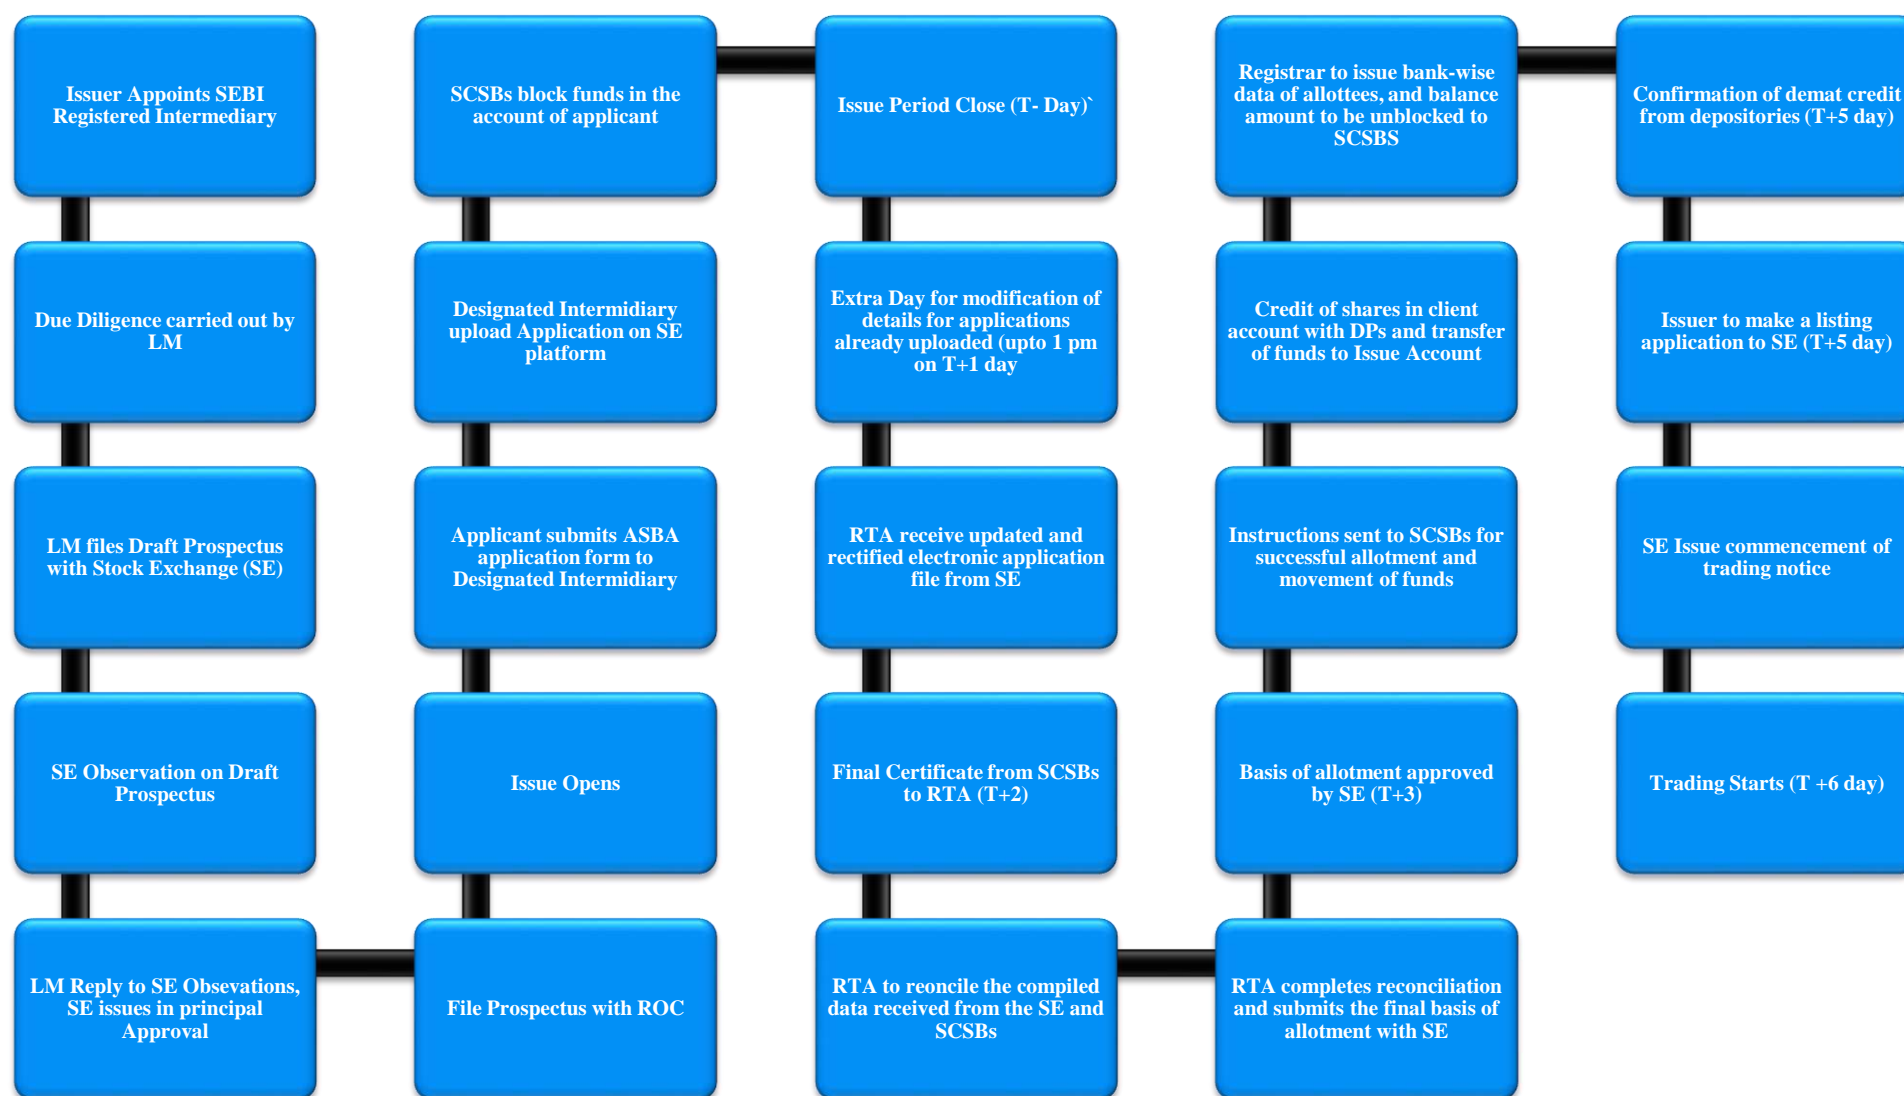 Issuer Appoints SEBI
Registered Intermediary
Due Diligence carried out by
LM
LM files Draft Prospectus
with Stock Exchange (SE)
SE Observation on Draft
Prospectus
LM Reply to SE Obsevations,
SE issues in principal
Approval
File Prospectus with ROC
Issue Opens
Applicant submits ASBA
application form to
Designated Intermidiary
Designated Intermidiary
upload Application on SE
platform
SCSBs block funds in the
account of applicant
Issue Period Close (T- Day)`
Extra Day for modification of
details for applications
already uploaded (upto 1 pm
on T+1 day
RTA receive updated and
rectified electronic application
file from SE
Final Certificate from SCSBs
to RTA (T+2)
RTA to reconcile the compiled
data received from the SE and
SCSBs
RTA completes reconciliation
and submits the final basis of
allotment with SE
Basis of allotment approved
by SE (T+3)
Instructions sent to SCSBs for
successful allotment and
movement of funds
Credit of shares in client
account with DPs and transfer
of funds to Issue Account
Registrar to issue bank-wise
data of allottees, and balance
amount to be unblocked to
SCSBS
Confirmation of demat credit
from depositories (T+5 day)
Issuer to make a listing
application to SE (T+5 day)
SE Issue commencement of
trading notice
Trading Starts (T +6 day)